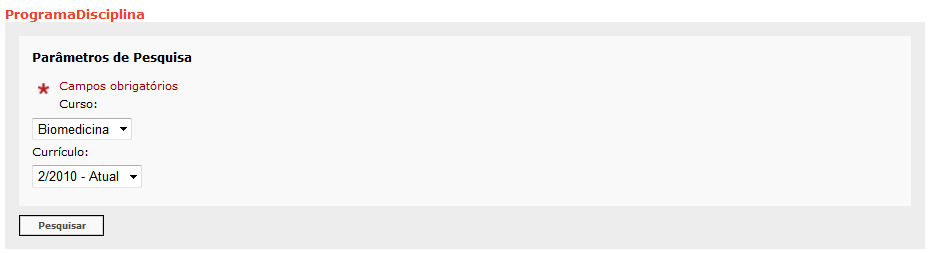 ProgramaDisciplina
Parâmetros de Pesquisa
* Campos obrigatórios
Curso:
Biomedicina
Currículo:
2/2010 - Atual
Pesquisar